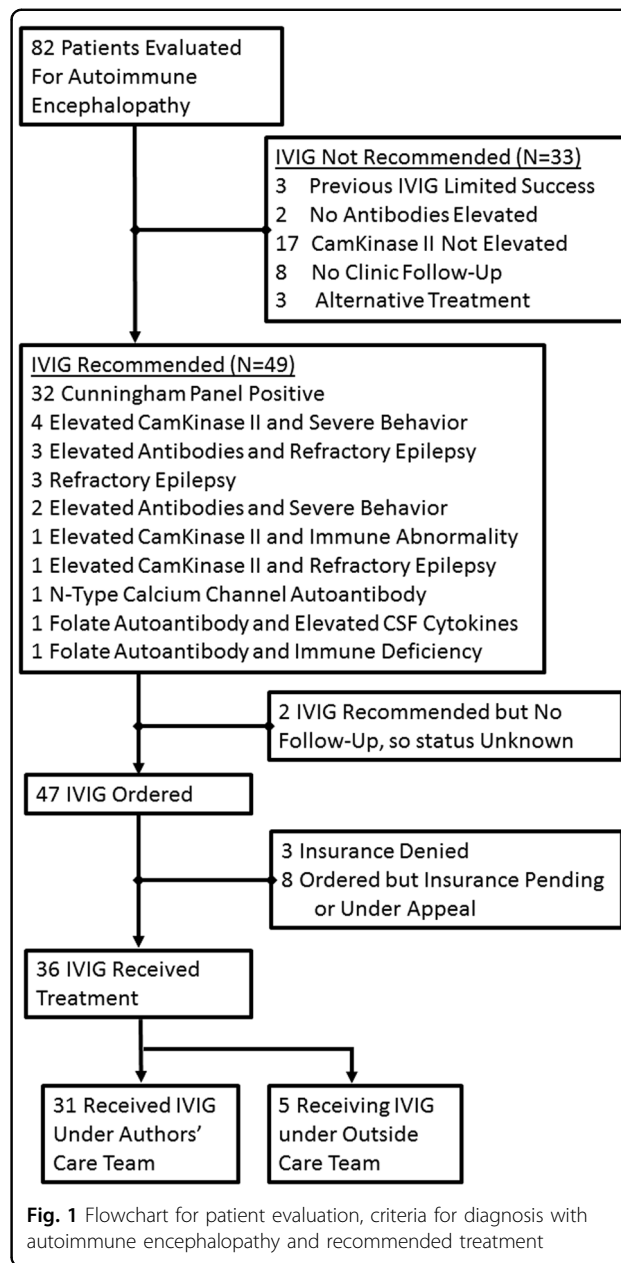 82 Patients Evaluated
For Autoimmune
Encephalopathy
IVIG Not Recommended (N=33)
3 Previous IVIG Limited Success
2 No Antibodies Elevated
17 CamKinase II Not Elevated
8 No Clinic Follow-Up
3 Alternative Treatment
IVIG Recommended (N=49)
32 Cunningham Panel Positive
4 Elevated CamKinase II and Severe Behavior
3 Elevated Antibodies and Refractory Epilepsy
3 Refractory Epilepsy
2 Elevated Antibodies and Severe Behavior
1 Elevated CamKinase II and Immune Abnormality
1 Elevated CamKinase II and Refractory Epilepsy
1 N-Type Calcium Channel Autoantibody
1 Folate Autoantibody and Elevated CSF Cytokines
1 Folate Autoantibody and Immune Deficiency
2 IVIG Recommended but No
Follow-Up, so status Unknown
47 IVIG Ordered
3 Insurance Denied
8 Ordered but Insurance Pending
or Under Appeal
36 IVIG Received
Treatment
31 Received IVIG
Under Authors'
Care Team
5 Receiving IVIG
under Outside
Care Team
Fig. 1 Flowchart for patient evaluation, criteria for diagnosis with
autoimmune encephalopathy and recommended treatment